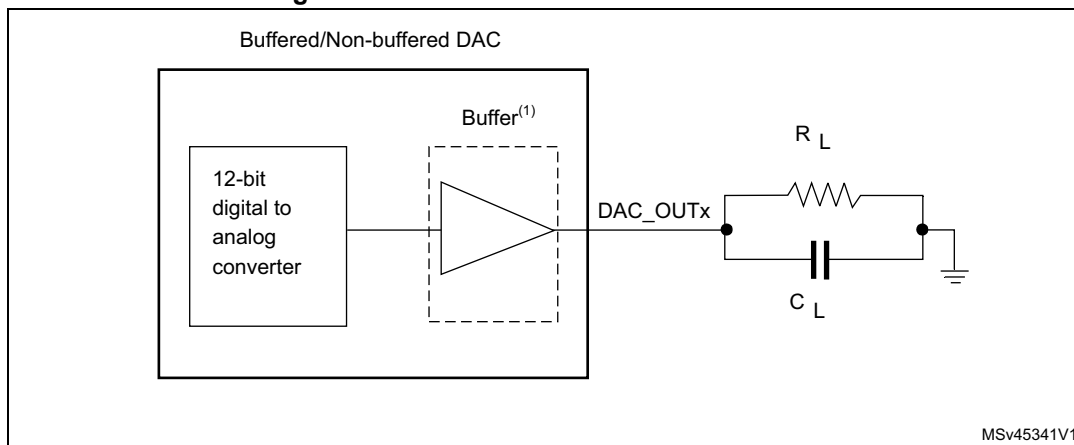 Buffered/Non-buffered DAC
Buffer(1)
12-bit
digital to
analog
converter
DAC_OUTx
R L
C L
MSv45341V1